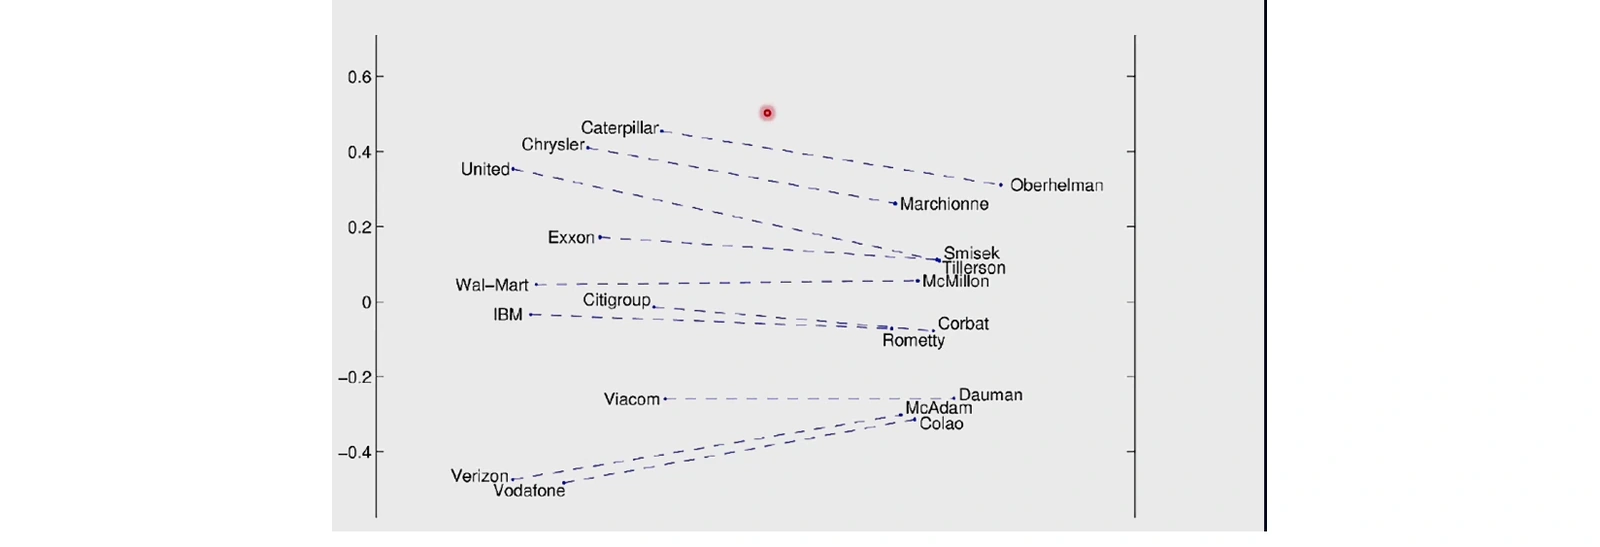 0.6
Caterpillar
Chrysler
0.4
United
Oberhelman
Marchionne
0.2
Exxon
Smisek
Tillerson
Wal–Mart
McMillon
Citigroup
0
IBM
Corbat
Rometty
–0.2
Viacom
Dauman
McAdam
Colao
–0.4
Verizon
Vodafone